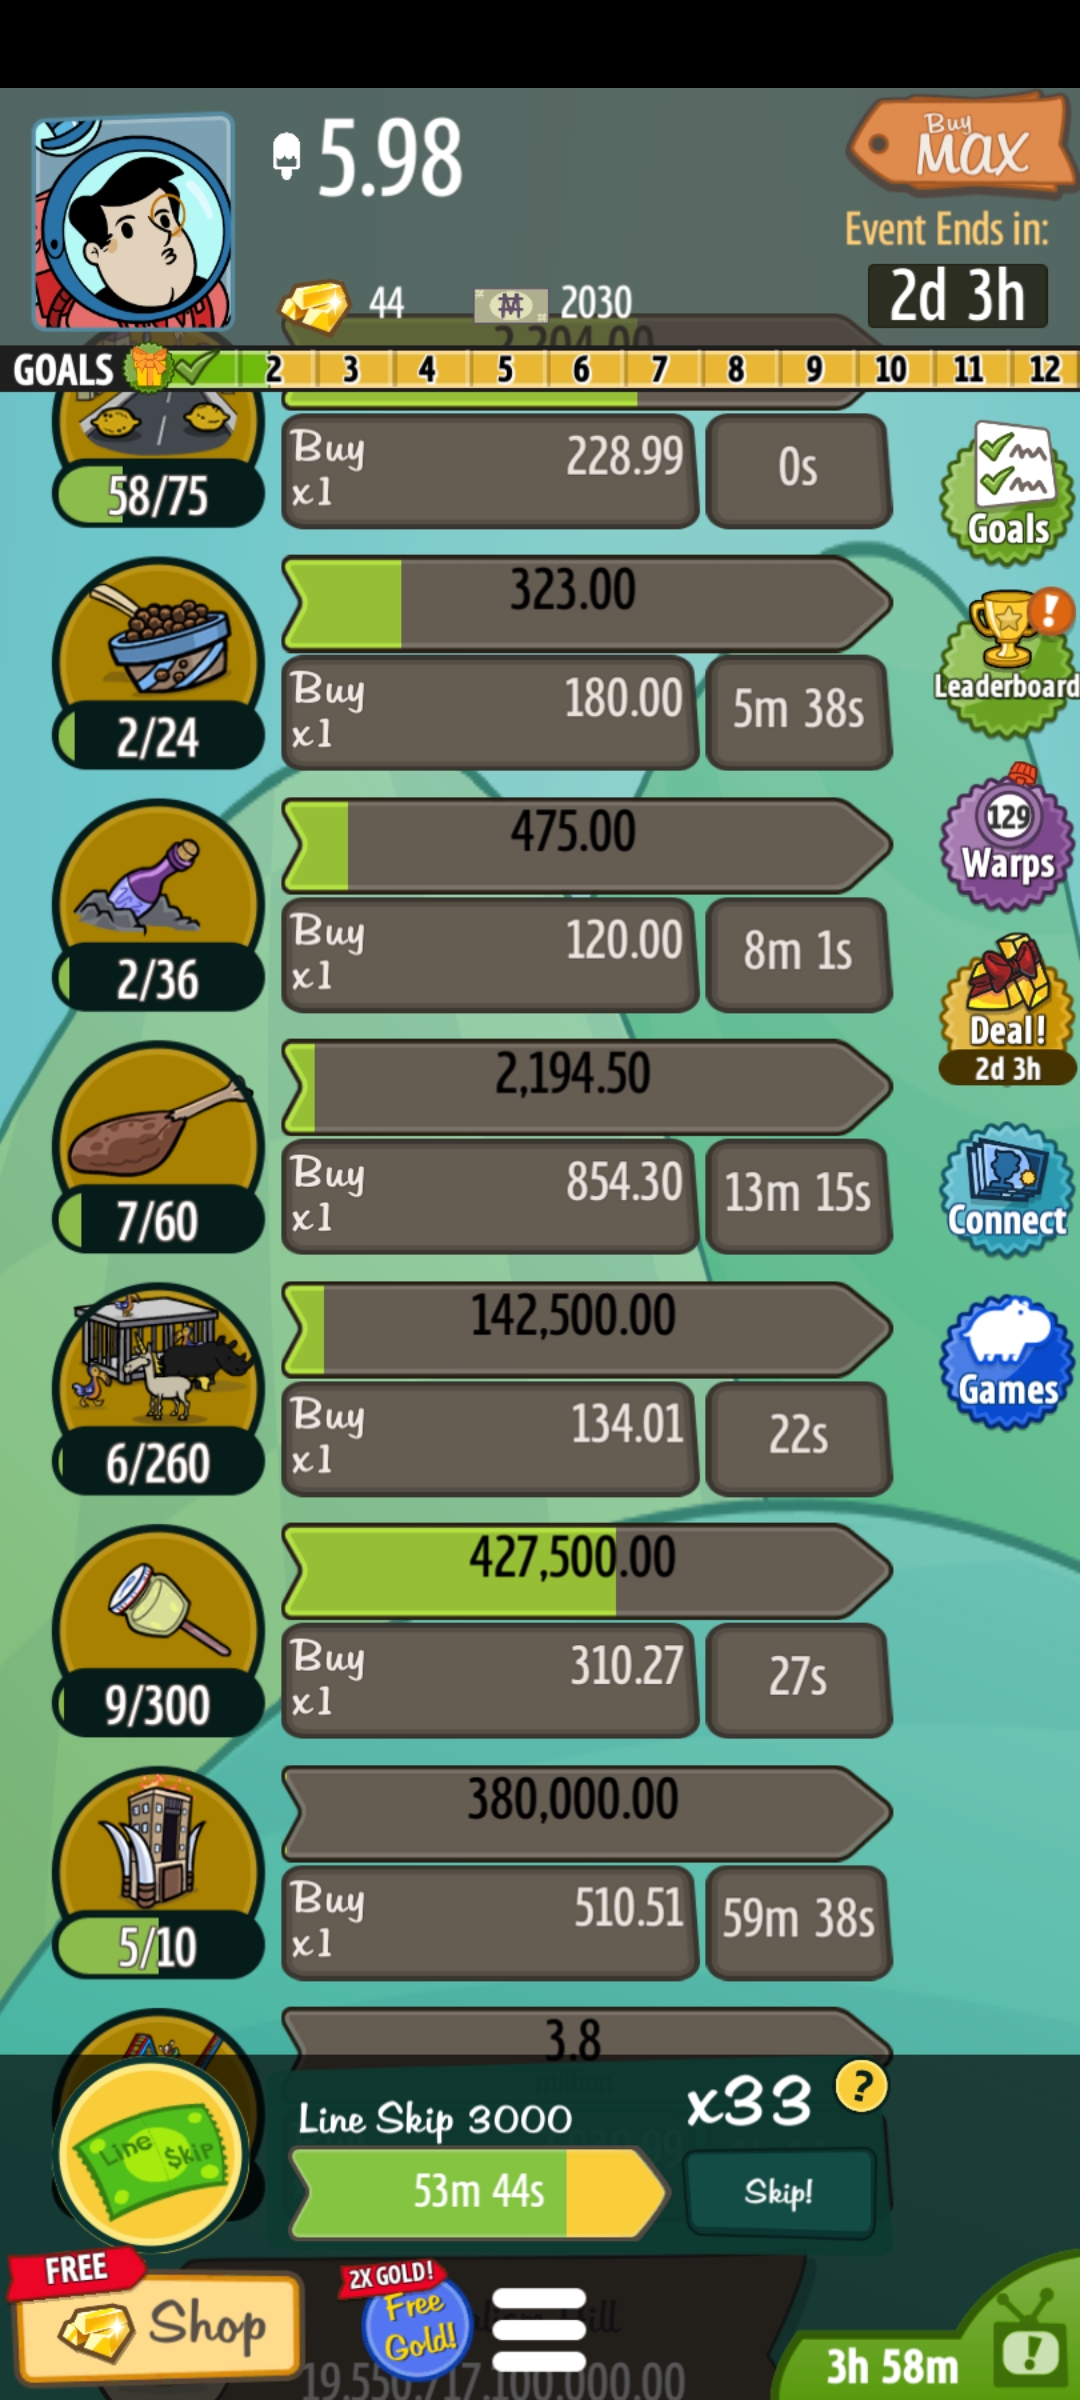 5.98
Buy
MAX
Event Ends in:
2d 3h
44
2030
2,204.00
GOALS 2 3 4 5 6 7 8 9 10 11 12
Buy
x1
228.99
0s
58/75
Goals
323.00
Buy
x1
180.00
5m 38s
2/24
Leaderboard
475.00
Buy
x1
120.00
8m 1s
2/36
129
Warps
2,194.50
Buy
x1
854.30
13m 15s
7/60
Deal!
2d 3h
142,500.00
Buy
x1
134.01
22s
6/260
Connect
427,500.00
Buy
x1
310.27
27s
9/300
Games
380,000.00
Buy
x1
510.51
59m 38s
5/10
3.8
million
Line Skip
Line Skip 3000
x33
?
53m 44s
Skip!
FREE
Shop
2X GOLD!
Free
Gold!
3h 58m